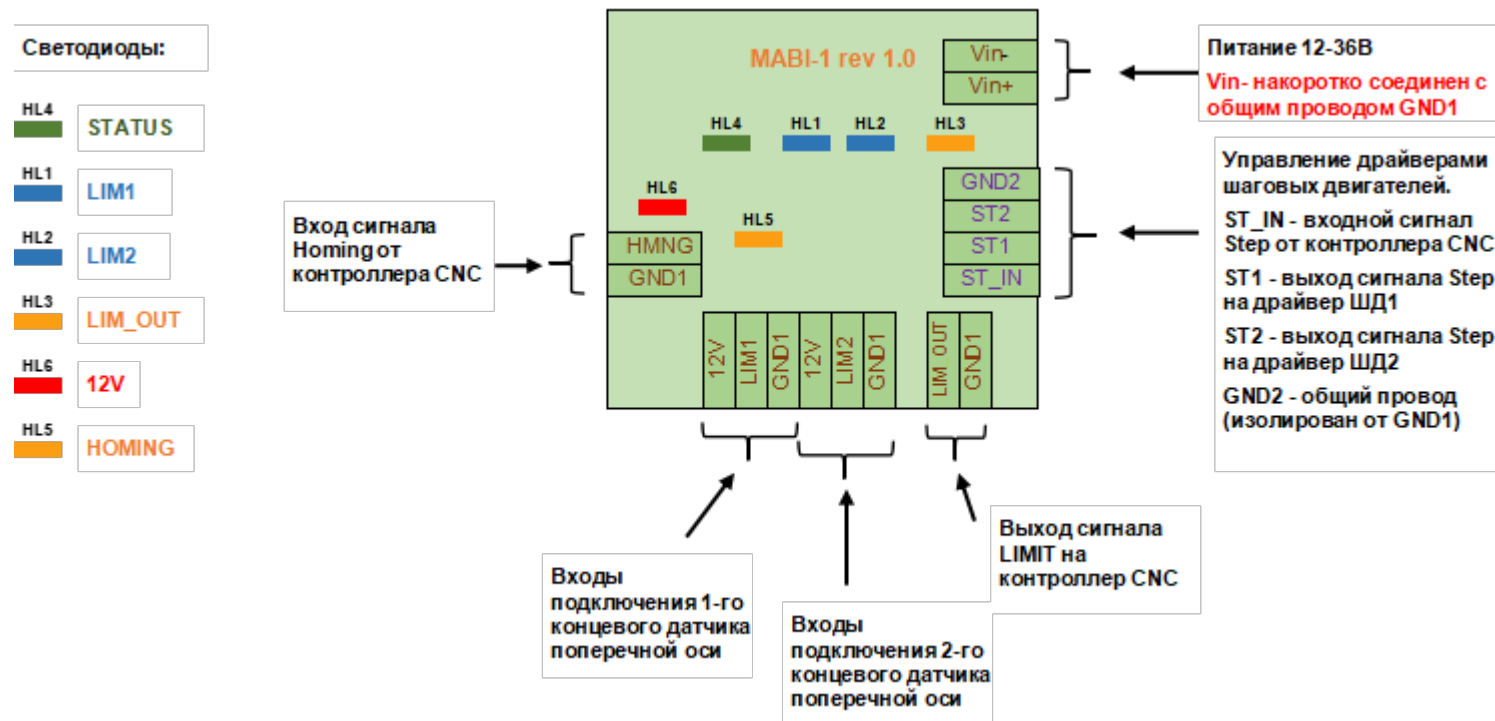 Светодиоды:
HL4
STATUS
HL1
LIM1
HL2
LIM2
HL3
LIM_OUT
HL6
12V
HL5
HOMING
Вход сигнала
Homing от
контроллера CNC
MABI-1 rev 1.0
Vin-
Vin+
HL4
HL1
HL2
HL3
HL6
HL5
HMNG
GND1
GND2
ST2
ST1
ST_IN
12V
LIM1
GND1
12V
LIM2
GND1
LIM_OUT
GND1
Питание 12-36В
Vin- накоротко соединен с
общим проводом GND1
Управление драйверами
шаговых двигателей.
ST_IN - входной сигнал
Step от контроллера CNC
ST1 - выход сигнала Step
на драйвер ШД1
ST2 - выход сигнала Step
на драйвер ШД2
GND2 - общий провод
(изолирован от GND1)
Входы
подключения 1-го
концевого датчика
поперечной оси
Входы
подключения 2-го
концевого датчика
поперечной оси
Выход сигнала
LIMIT на
контроллер CNC